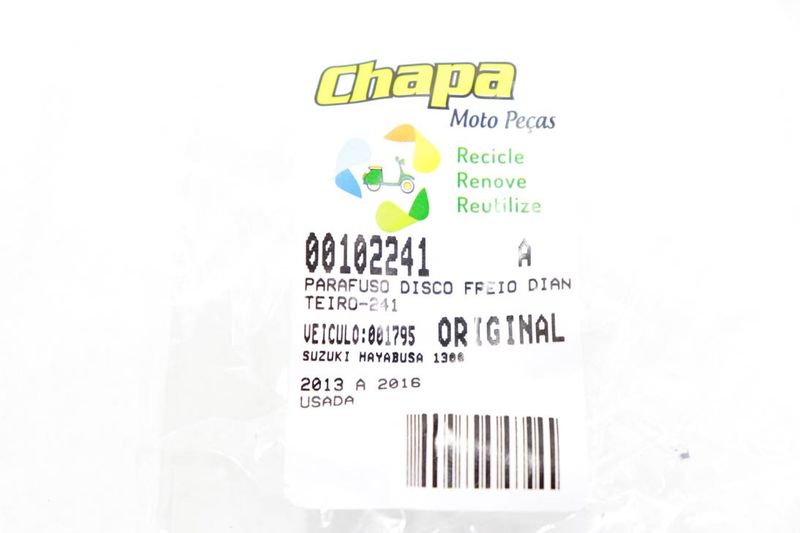 Chapa
Moto Peças
Recicle
Renove
Reutilize
00102241 A
PARAFUSO DISCO FREIO DIAN
TEIRO-241
VEICULO:001795 ORIGINAL
SUZUKI HAYABUSA 1300
2013 A 2016
USADA